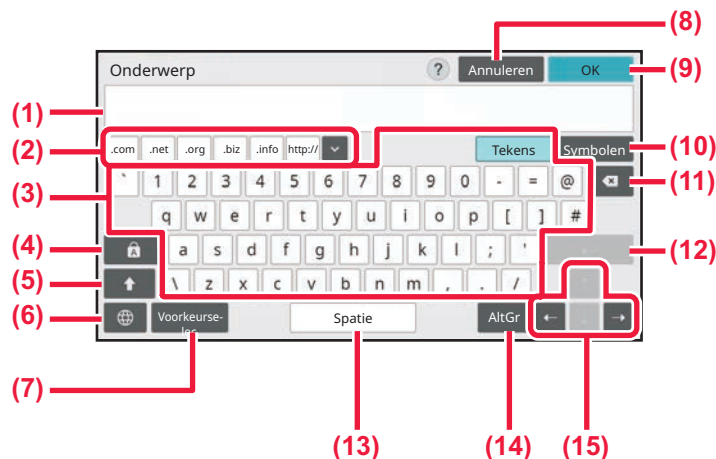 (8)
Onderwerp ? Annuleren OK (9)
(1)
(2) .com .net .org .biz .info http:// Tekens Symbolen (10)
(3) ` 1 2 3 4 5 6 7 8 9 0 - = @ (11)
q w e r t y u i o p [ ] #
(4) A a s d f g h j k l ; ' (12)
(5) \ z x c v b n m , . /
(6) Voorkeurse- Spatie AltGr ← →
(7) (13) (14) (15)